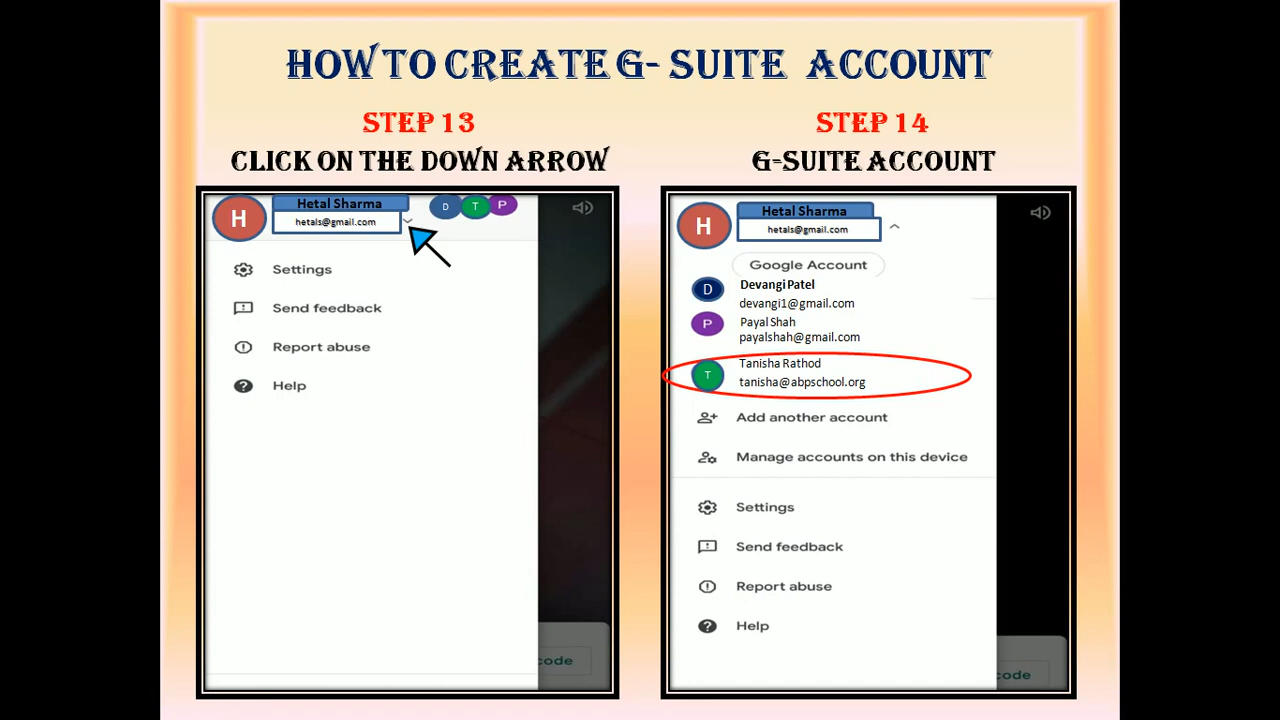 HOW TO CREATE G- SUITE ACCOUNT
STEP 13
CLICK ON THE DOWN ARROW
H
Hetal Sharma
hetals@gmail.com
D T P
Settings
Send feedback
Report abuse
Help
code
STEP 14
G-SUITE ACCOUNT
H
Hetal Sharma
hetals@gmail.com
Google Account
D
Devangi Patel
devangi1@gmail.com
P
Payal Shah
payalshah@gmail.com
T
Tanisha Rathod
tanisha@abpschool.org
Add another account
Manage accounts on this device
Settings
Send feedback
Report abuse
Help
code